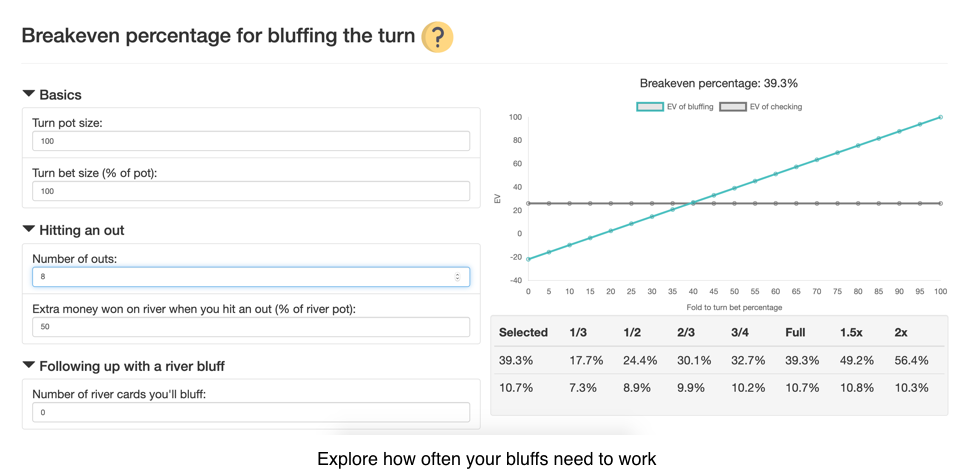 Breakeven percentage for bluffing the turn ?
Basics
Turn pot size:
100
Turn bet size (% of pot):
100
Hitting an out
Number of outs:
8
Extra money won on river when you hit an out (% of river pot):
50
Following up with a river bluff
Number of river cards you'll bluff:
0
Breakeven percentage: 39.3%
EV of bluffing EV of checking
100
80
60
40
20
0
-20
-40
EV
0 5 10 15 20 25 30 35 40 45 50 55 60 65 70 75 80 85 90 95 100
Fold to turn bet percentage
Selected 1/3 1/2 2/3 3/4 Full 1.5x 2x
39.3% 17.7% 24.4% 30.1% 32.7% 39.3% 49.2% 56.4%
10.7% 7.3% 8.9% 9.9% 10.2% 10.7% 10.8% 10.3%
Explore how often your bluffs need to work